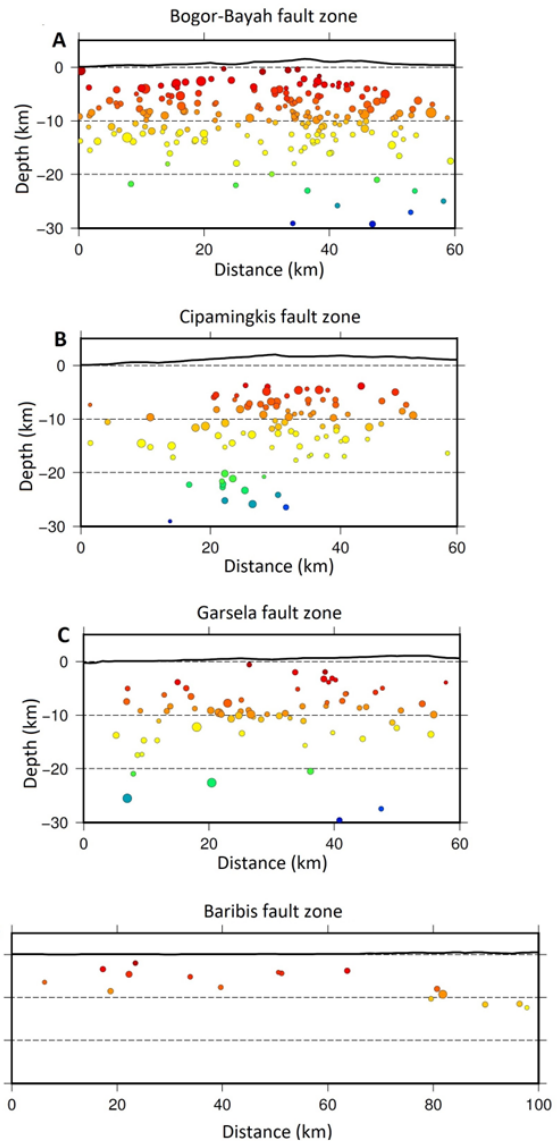 Bogor-Bayah fault zone
A
0
−10
−20
−30
Depth (km)
0 20 40 60
Distance (km)
Cipamingkis fault zone
B
0
−10
−20
−30
Depth (km)
0 20 40 60
Distance (km)
Garsela fault zone
C
0
−10
−20
−30
Depth (km)
0 20 40 60
Distance (km)
Baribis fault zone
0 20 40 60 80 100
Distance (km)